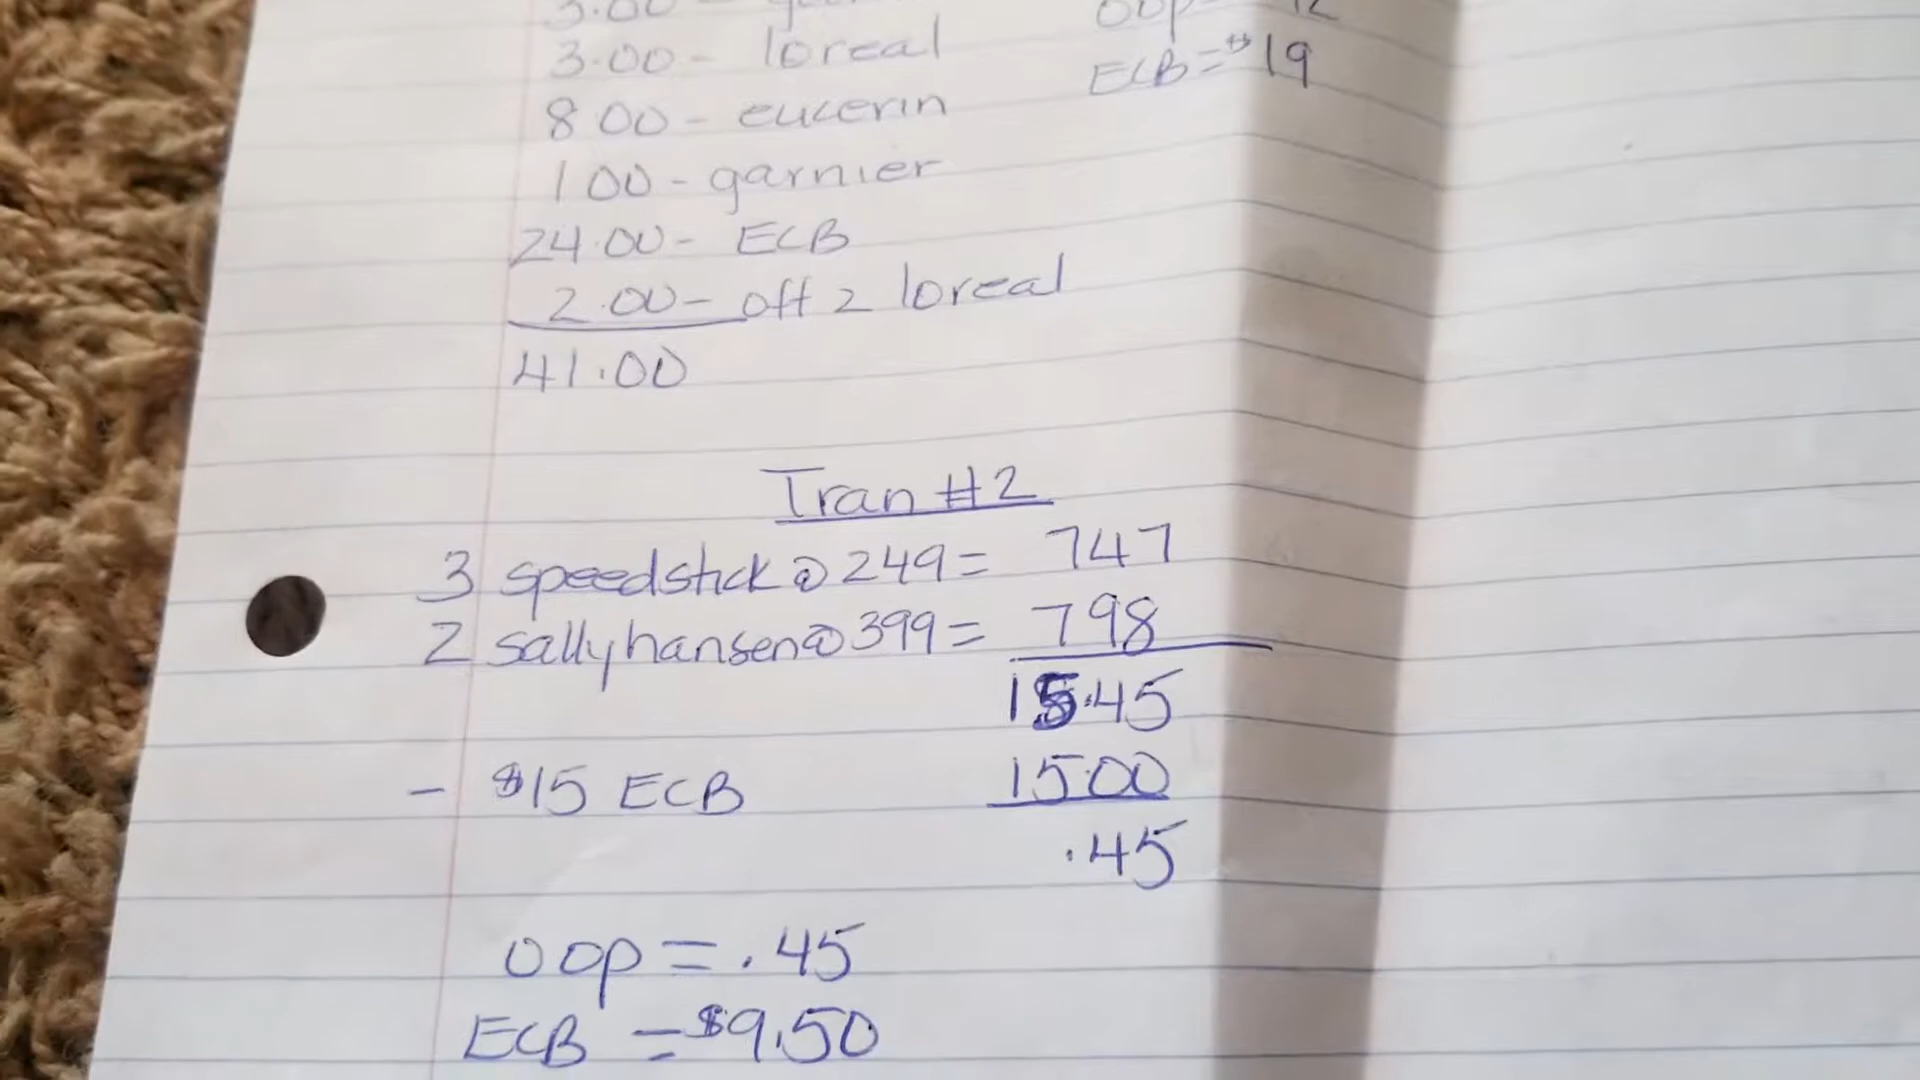 3.00 -
3.00 - loreal
ECB = $19
8 00 - eucerin
1 00 - garnier
24.00 - ECB
2.00 - off 2 loreal
41.00
Tran #2
3 speedstick @ 249 = 747
2 sallyhansen @ 399 = 798
15.45
- $15 ECB 15.00
.45
OOP = .45
ECB = $9.50